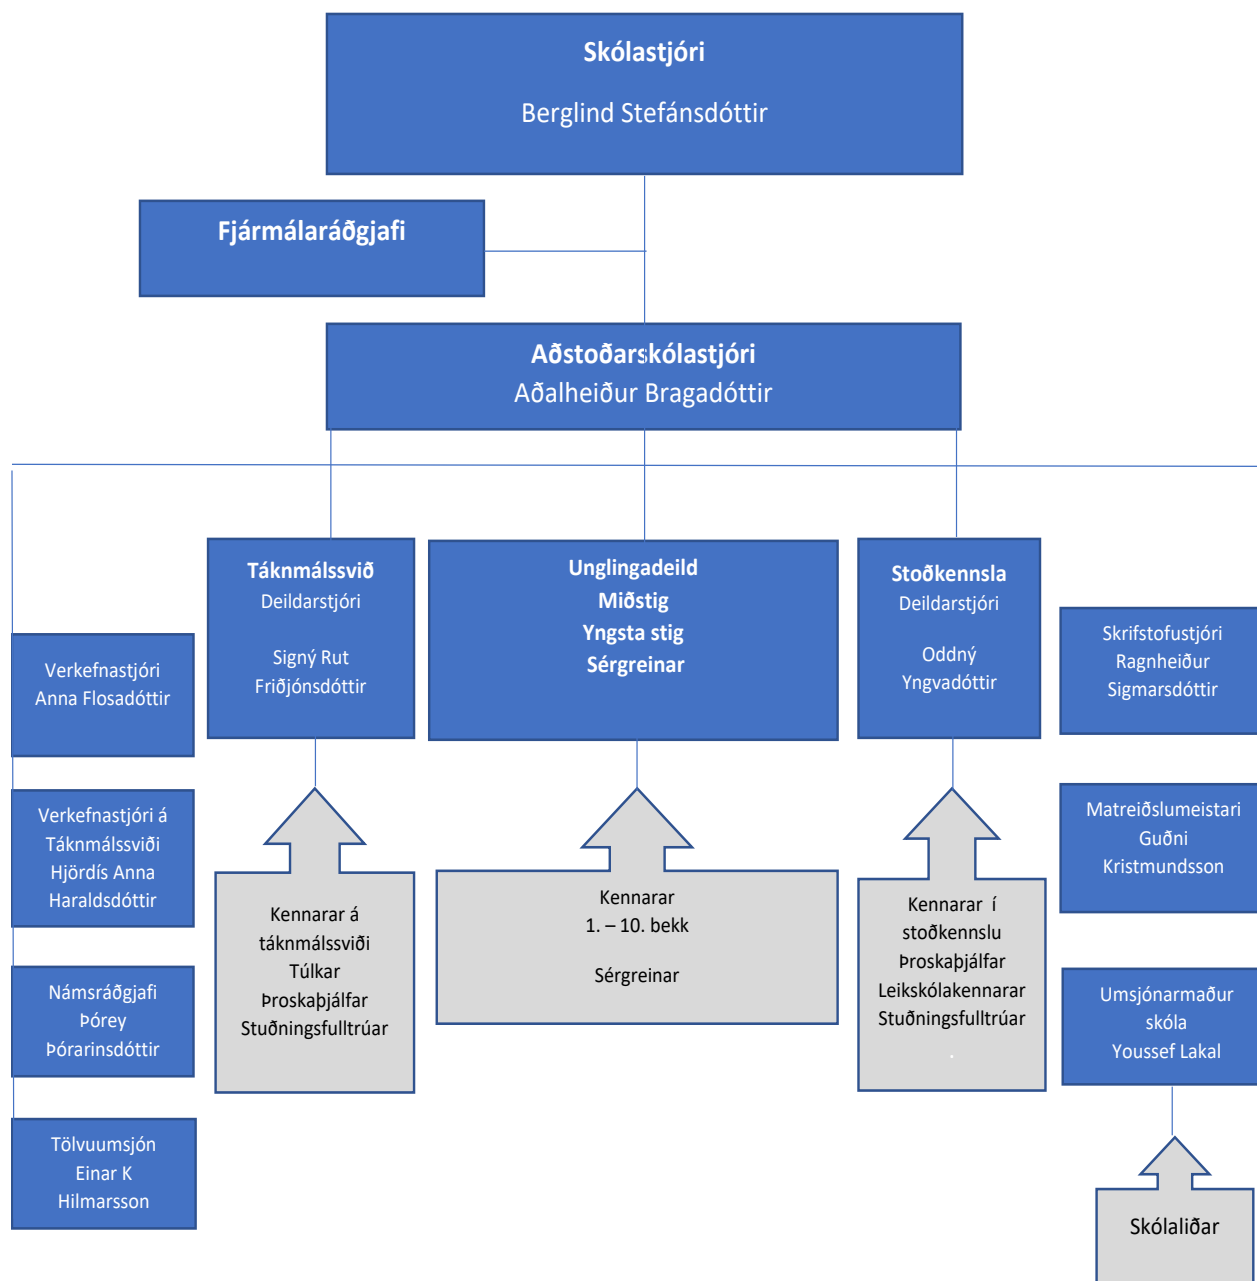 Skólastjóri
Berglind Stefánsdóttir
Fjármálaráðgjafi
Aðstoðarskólastjóri
Aðalheiður Bragadóttir
Táknmálssvið
Deildarstjóri
Signý Rut
Friðjónsdóttir
Unglingadeild
Miðstig
Yngsta stig
Sérgreinar
Stoðkennsla
Deildarstjóri
Oddný
Yngvadóttir
Verkefnastjóri
Anna Flosadóttir
Skrifstofustjóri
Ragnheiður
Sigmarsdóttir
Verkefnastjóri á
Táknmálssviði
Hjördís Anna
Haraldsdóttir
Matreiðslumeistari
Guðni
Kristmundsson
Kennarar á
táknmálssviði
Túlkar
Þroskaþjálfar
Stuðningsfulltrúar
Kennarar
1. – 10. bekk
Sérgreinar
Kennarar í
stoðkennslu
Þroskaþjálfar
Leikskólakennarar
Stuðningsfulltrúar
.
Námsráðgjafi
Þórey
Þórarinsdóttir
Umsjónarmaður
skóla
Youssef Lakal
Tölvuumsjón
Einar K
Hilmarsson
Skólaliðar